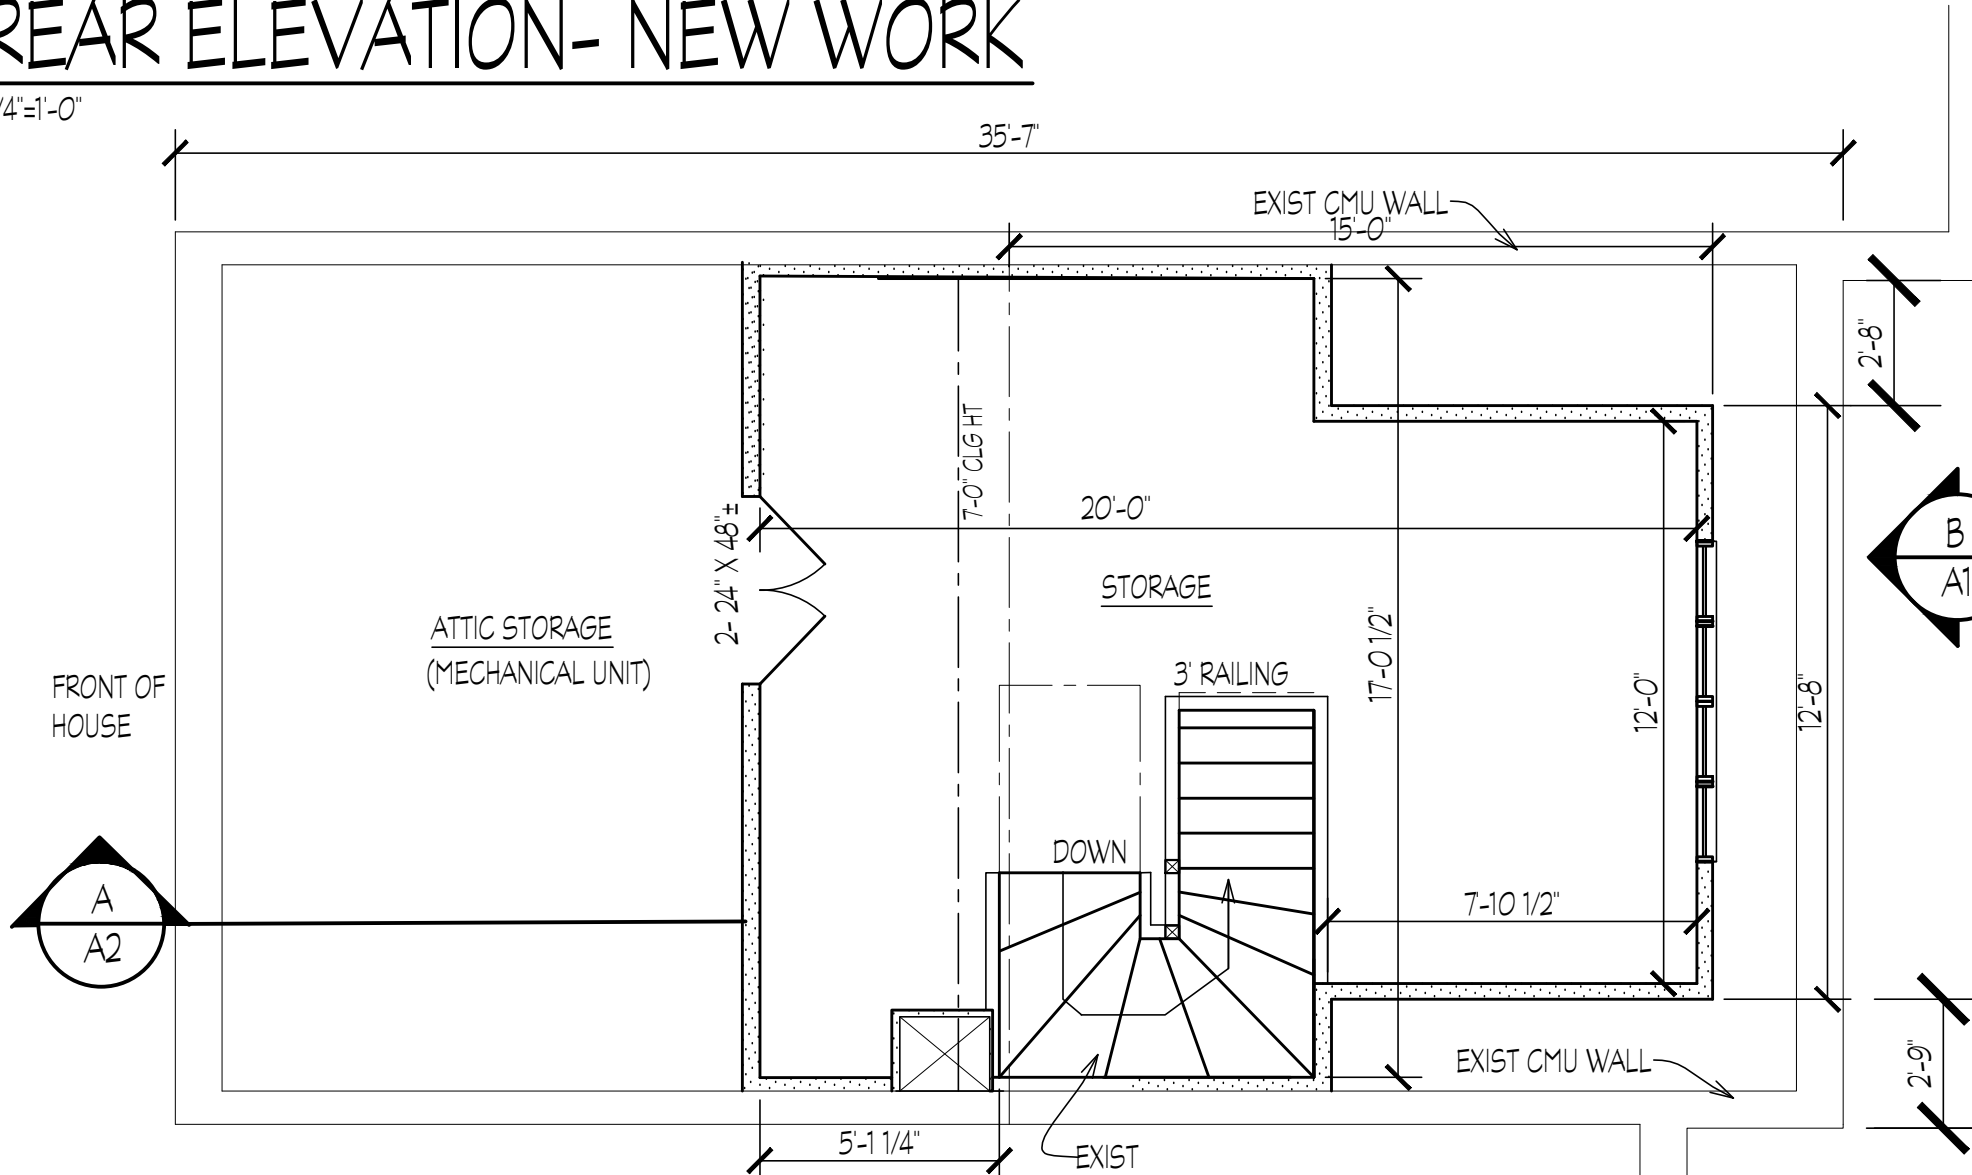 REAR ELEVATION- NEW WORK
/4"=1'-0"
35'-7"
EXIST CMU WALL
15'-0"
2'-8"
7'-0" CLG HT
2- 24" X 48"±
20'-0"
B
A1
STORAGE
ATTIC STORAGE
(MECHANICAL UNIT)
17'-0 1/2"
3' RAILING
FRONT OF
HOUSE
12'-0"
12'-8"
DOWN
A
A2
7'-10 1/2"
EXIST CMU WALL
2'-9"
5'-1 1/4"
EXIST